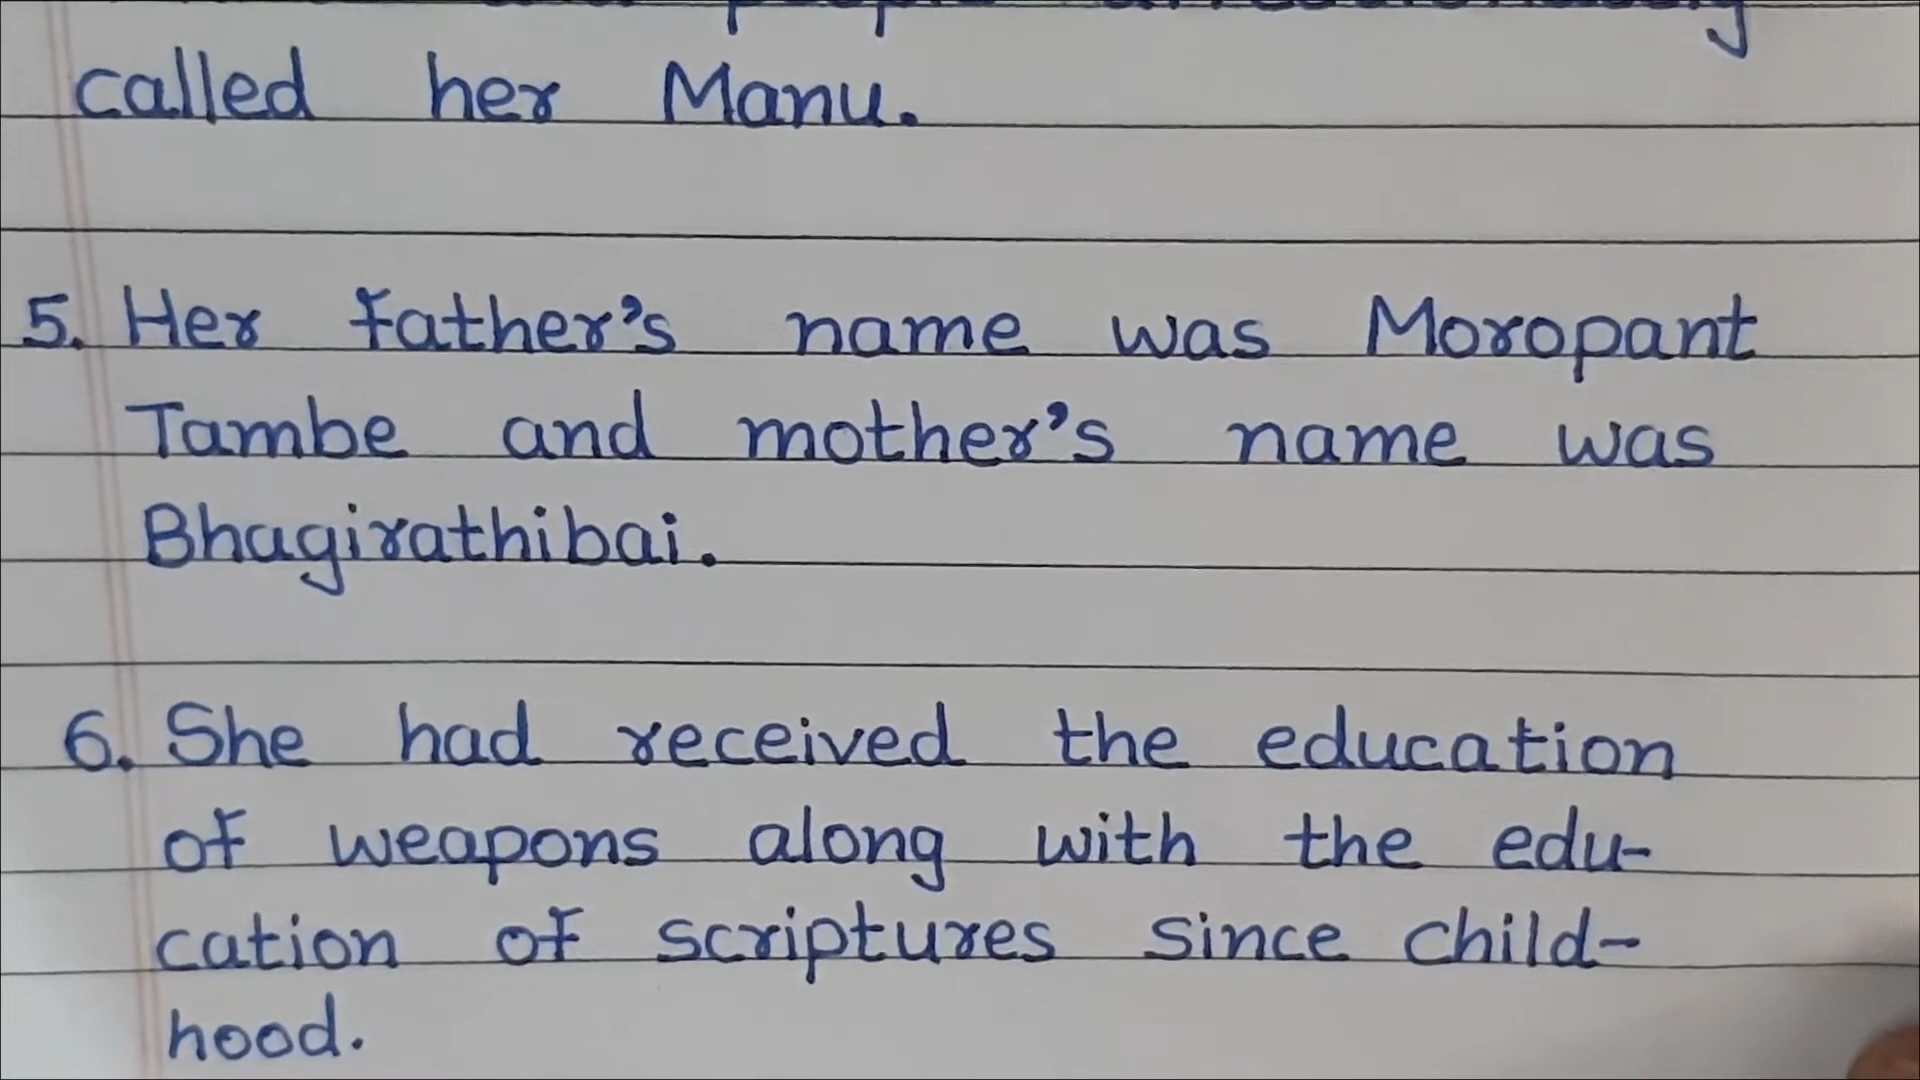 called her Manu.
5. Her father's name was Moropant
Tambe and mother's name was
Bhagirathibai.
6. She had received the education
of weapons along with the edu-
cation of scriptures since child-
hood.